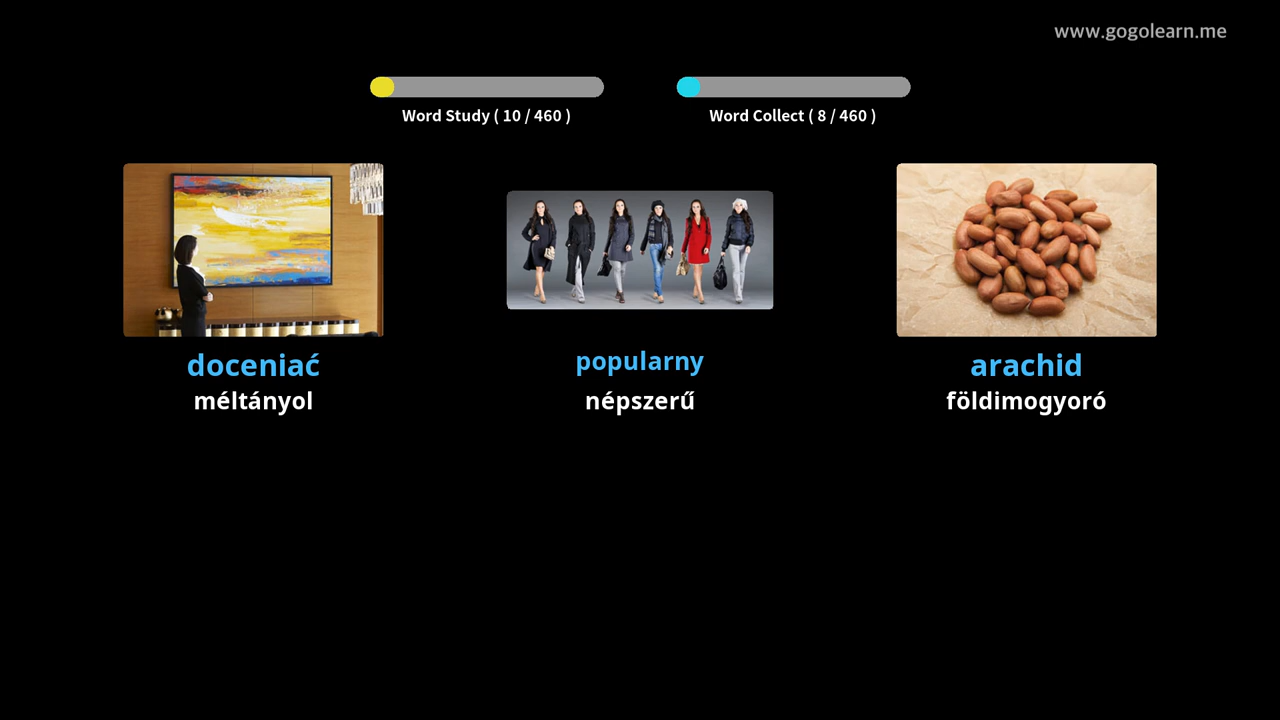 www.gogolearn.me
Word Study ( 10 / 460 )
Word Collect ( 8 / 460 )
doceniać
méltányol
popularny
népszerű
arachid
földimogyoró